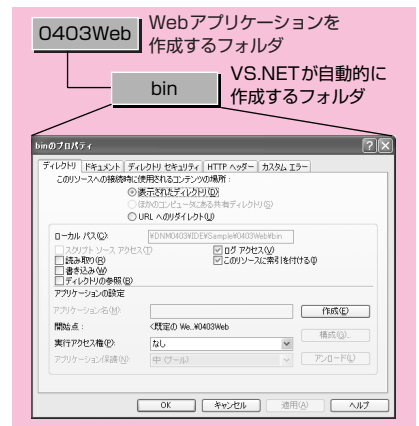 0403Web
Webアプリケーションを
作成するフォルダ
bin
VS.NETが自動的に
作成するフォルダ
binのプロパティ
ディレクトリ ドキュメント ディレクトリ セキュリティ HTTP ヘッダー カスタム エラー
このリソースへの接続時に使用されるコンテンツの場所:
表示されたディレクトリ(D)
ほかのコンピュータにある共有ディレクトリ(S)
URL へのリダイレクト(U)
ローカル パス(C): ¥DNM0403¥IDE¥Sample¥0403Web¥bin
スクリプト ソース アクセス(T) ログ アクセス(V)
読み取り(R) このリソースに索引を付ける(I)
書き込み(W)
ディレクトリの参照(B)
アプリケーションの設定
アプリケーション名(M): 作成(E)
開始点: <既定の We...¥0403Web
構成(G)...
実行アクセス権(P): なし
アプリケーション保護(N): 中 (プール) アンロード(L)
OK キャンセル 適用(A) ヘルプ